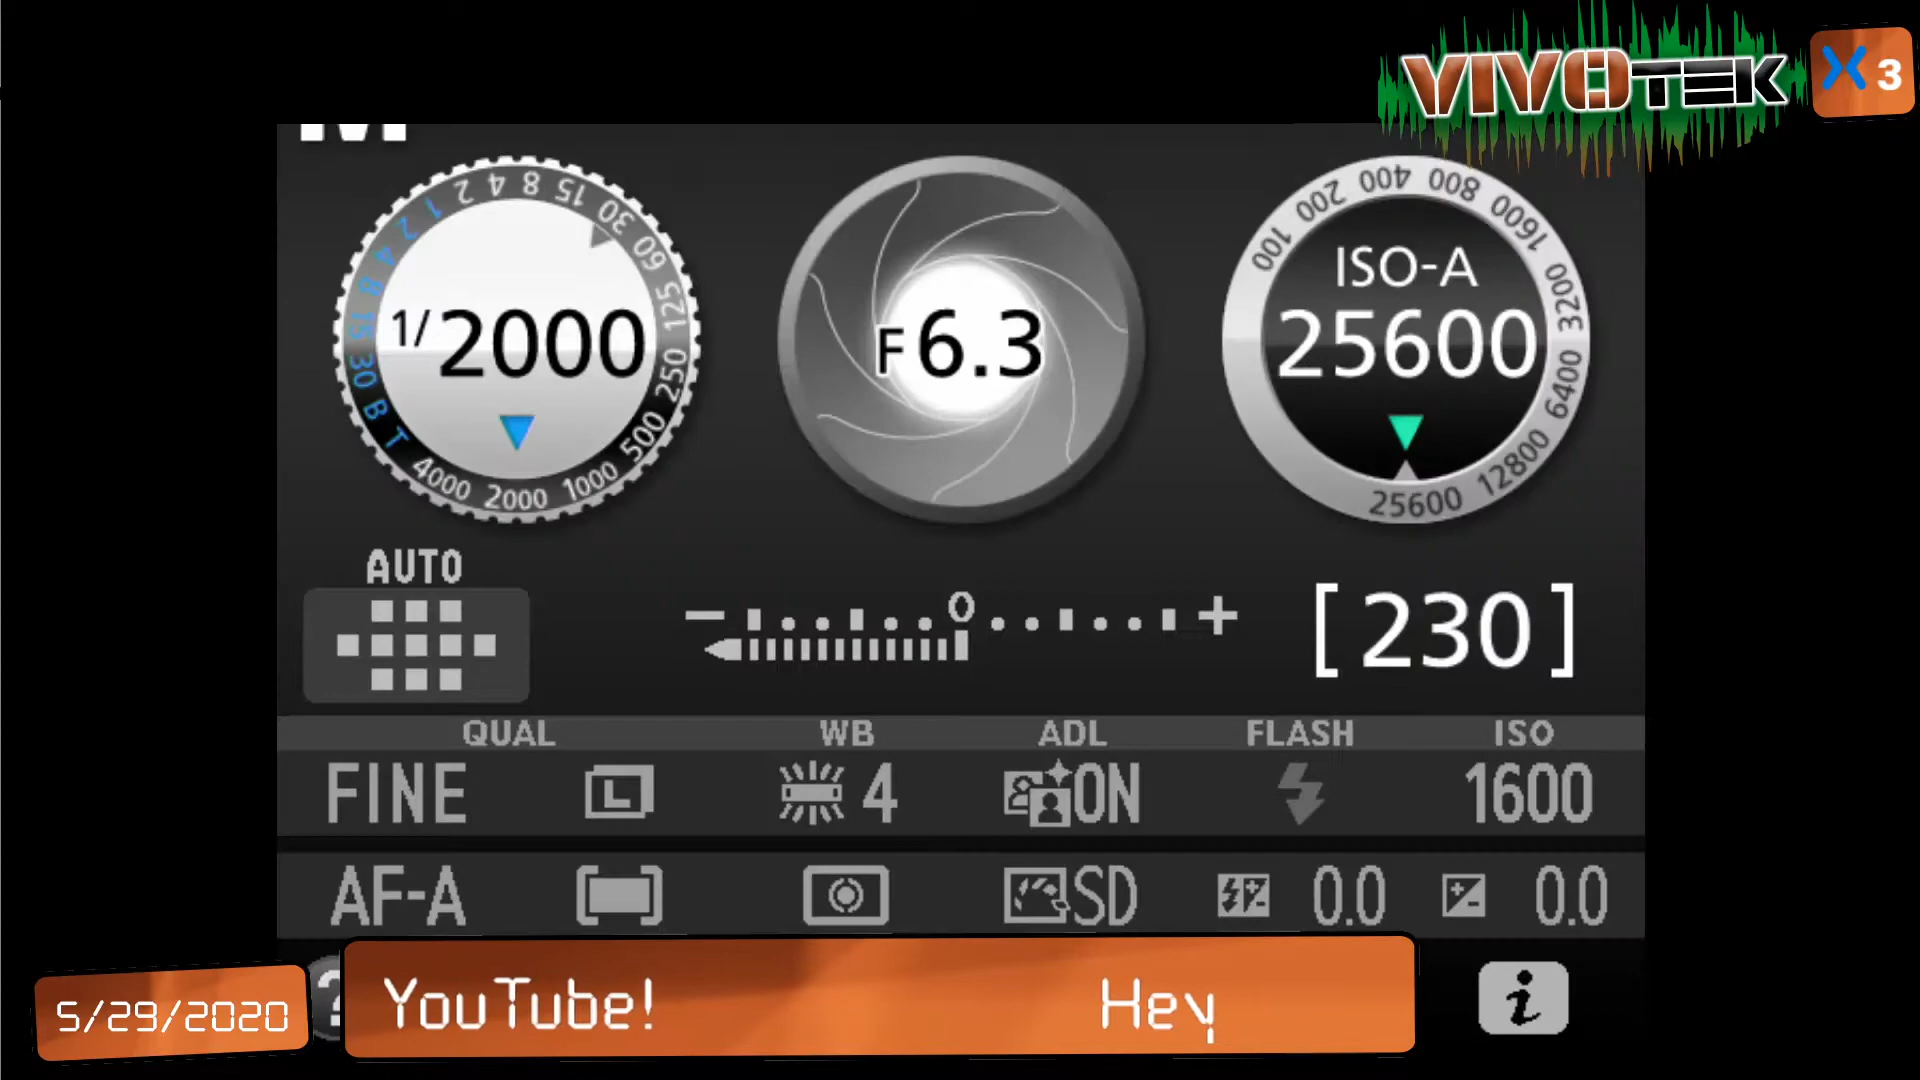 VIVOTEK
3
M
2 4 8 15 30 60 125 250 500 1000 2000 4000 T B 30 15 8 4 2 1
1/2000
F6.3
100 200 400 800 1600 3200 6400 12800 25600
ISO-A
25600
AUTO
− 0 +
[230]
QUAL WB ADL FLASH ISO
FINE L 4 ON 1600
AF-A SD 0.0 0.0
5/29/2020
?
YouTube! Hey
i